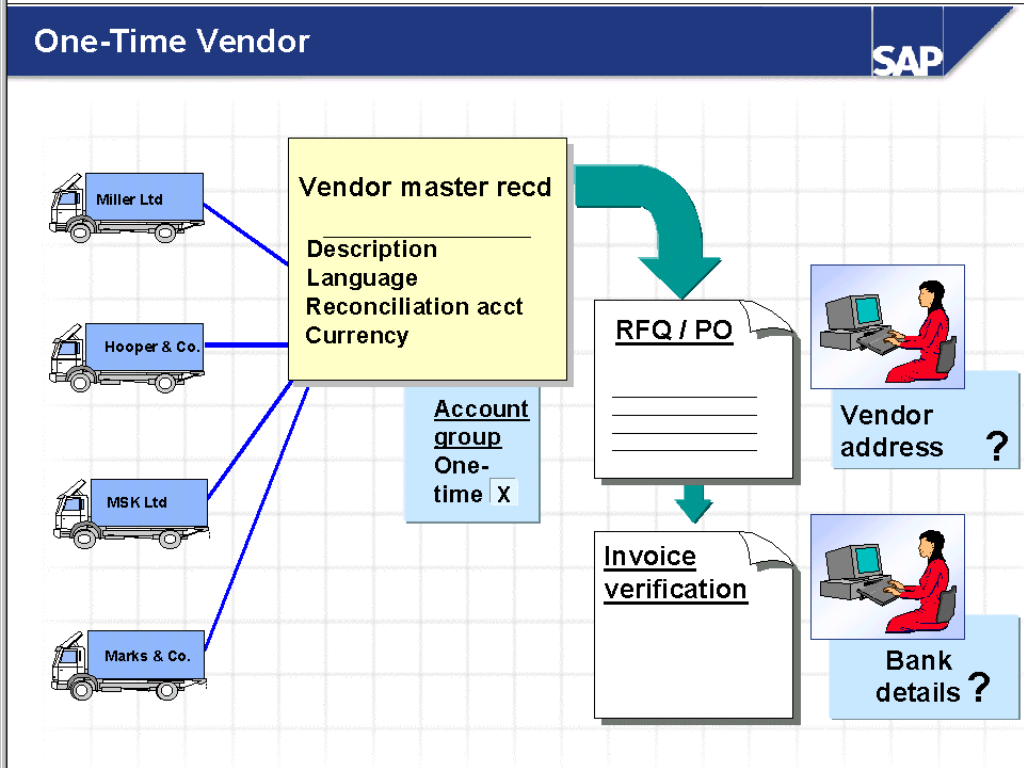 One-Time Vendor
SAP
Miller Ltd
Hooper & Co.
MSK Ltd
Marks & Co.
Vendor master recd
Description
Language
Reconciliation acct
Currency
Account
group
One-
time X
RFQ / PO
Vendor
address ?
Invoice
verification
Bank
details ?